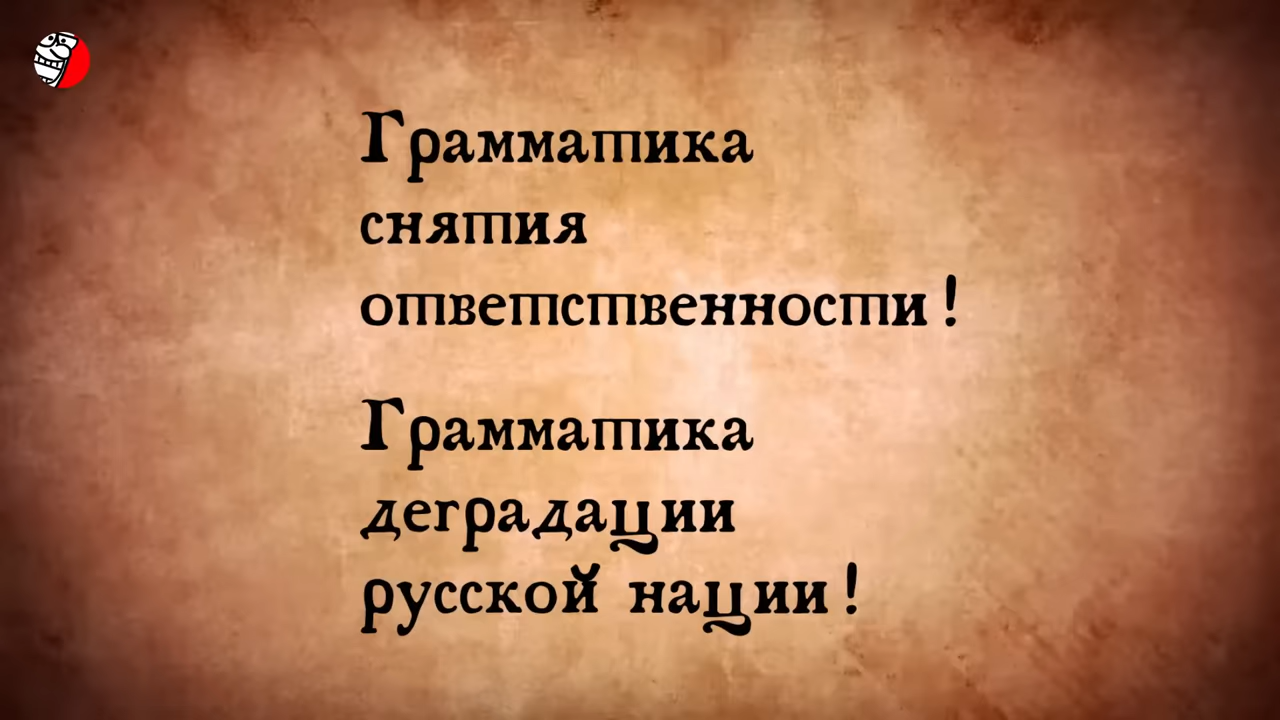 Грамматика
снятия
ответственности!
Грамматика
деградации
русской нации!